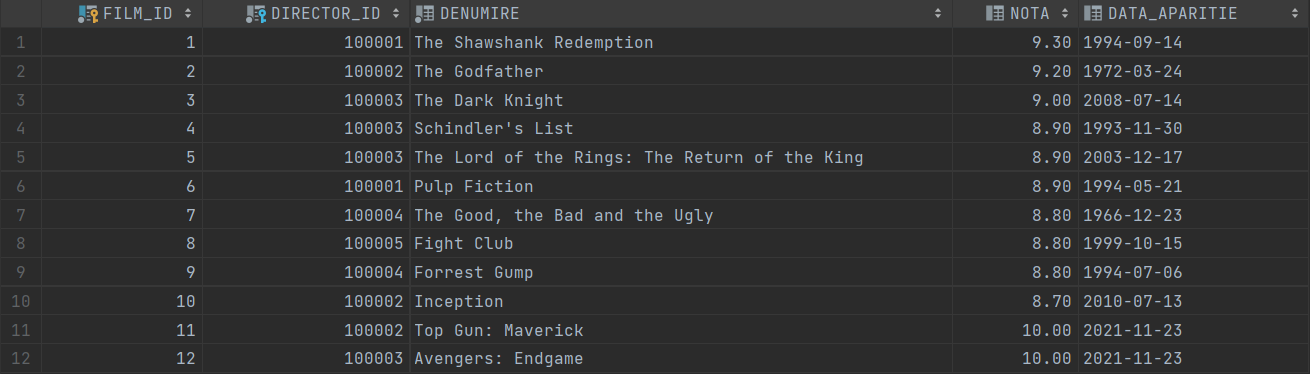 FILM_ID DIRECTOR_ID DENUMIRE NOTA DATA_APARITIE
1 1 100001 The Shawshank Redemption 9.30 1994-09-14
2 2 100002 The Godfather 9.20 1972-03-24
3 3 100003 The Dark Knight 9.00 2008-07-14
4 4 100003 Schindler's List 8.90 1993-11-30
5 5 100003 The Lord of the Rings: The Return of the King 8.90 2003-12-17
6 6 100001 Pulp Fiction 8.90 1994-05-21
7 7 100004 The Good, the Bad and the Ugly 8.80 1966-12-23
8 8 100005 Fight Club 8.80 1999-10-15
9 9 100004 Forrest Gump 8.80 1994-07-06
10 10 100002 Inception 8.70 2010-07-13
11 11 100002 Top Gun: Maverick 10.00 2021-11-23
12 12 100003 Avengers: Endgame 10.00 2021-11-23